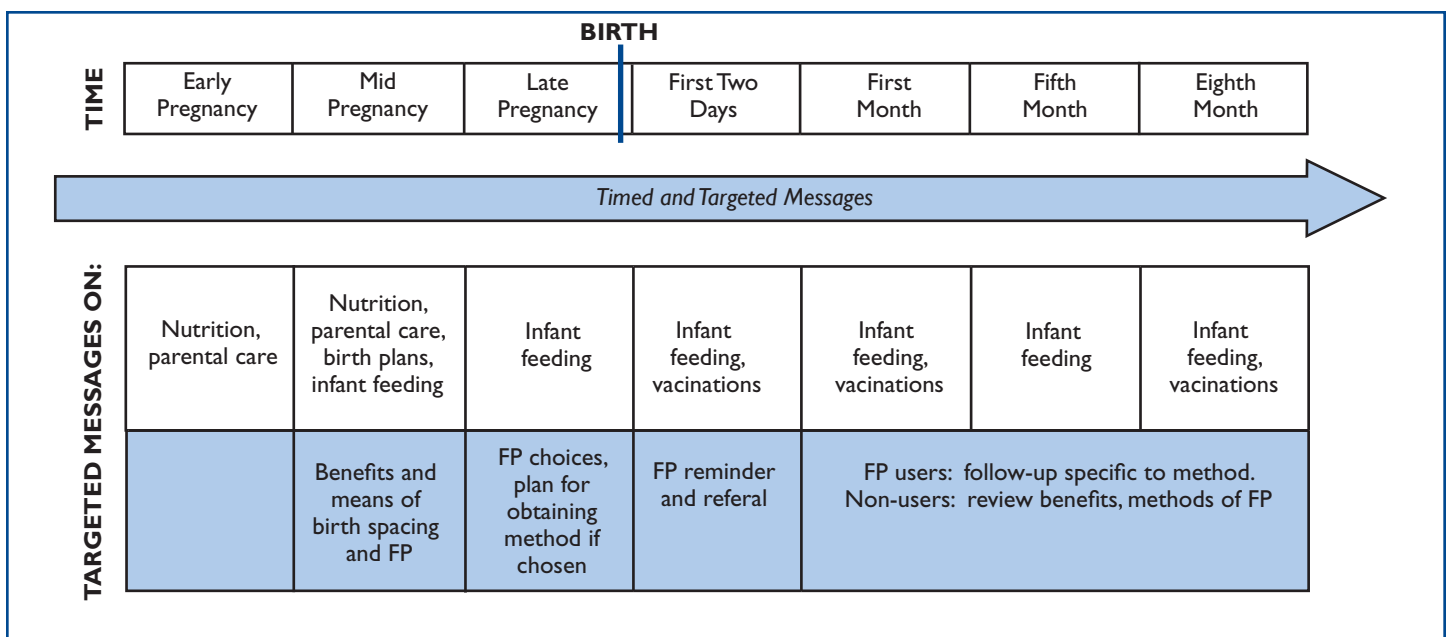 BIRTH
TIME
Early
Pregnancy
Mid
Pregnancy
Late
Pregnancy
First Two
Days
First
Month
Fifth
Month
Eighth
Month
Timed and Targeted Messages
TARGETED MESSAGES ON:
Nutrition,
parental care
Nutrition,
parental care,
birth plans,
infant feeding
Infant
feeding
Infant
feeding,
vacinations
Infant
feeding,
vacinations
Infant
feeding
Infant
feeding,
vacinations
Benefits and
means of
birth spacing
and FP
FP choices,
plan for
obtaining
method if
chosen
FP reminder
and referal
FP users: follow-up specific to method.
Non-users: review benefits, methods of FP